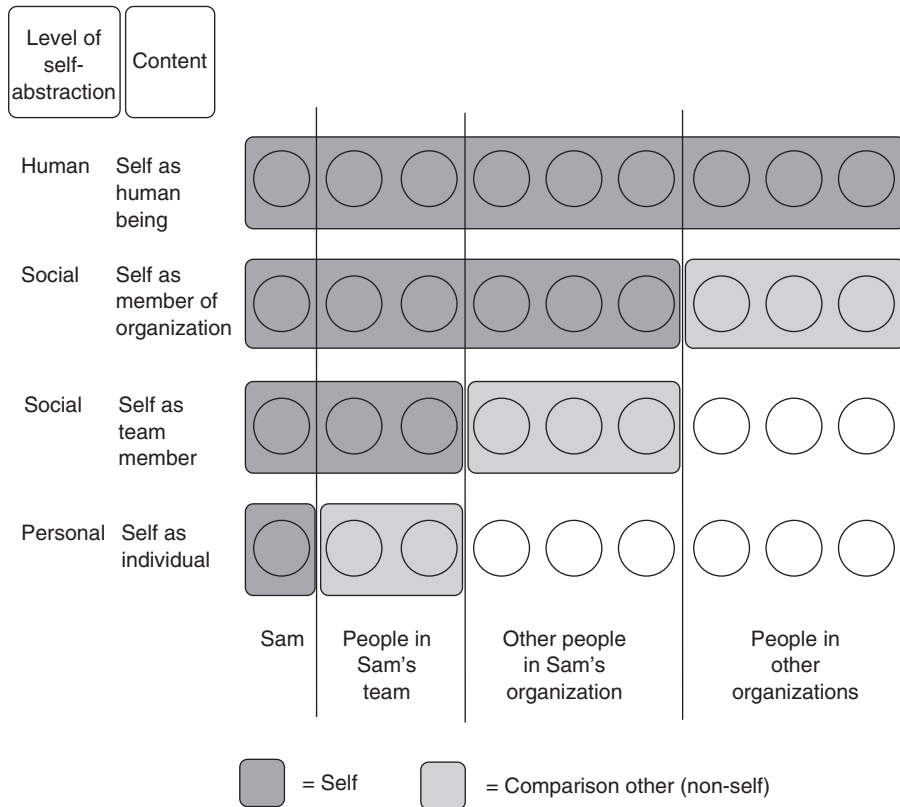 Level of
self-
abstraction
Content
Human
Self as
human
being
Social
Self as
member of
organization
Social
Self as
team
member
Personal
Self as
individual
Sam
People in
Sam's
team
Other people
in Sam's
organization
People in
other
organizations
= Self
= Comparison other (non-self)